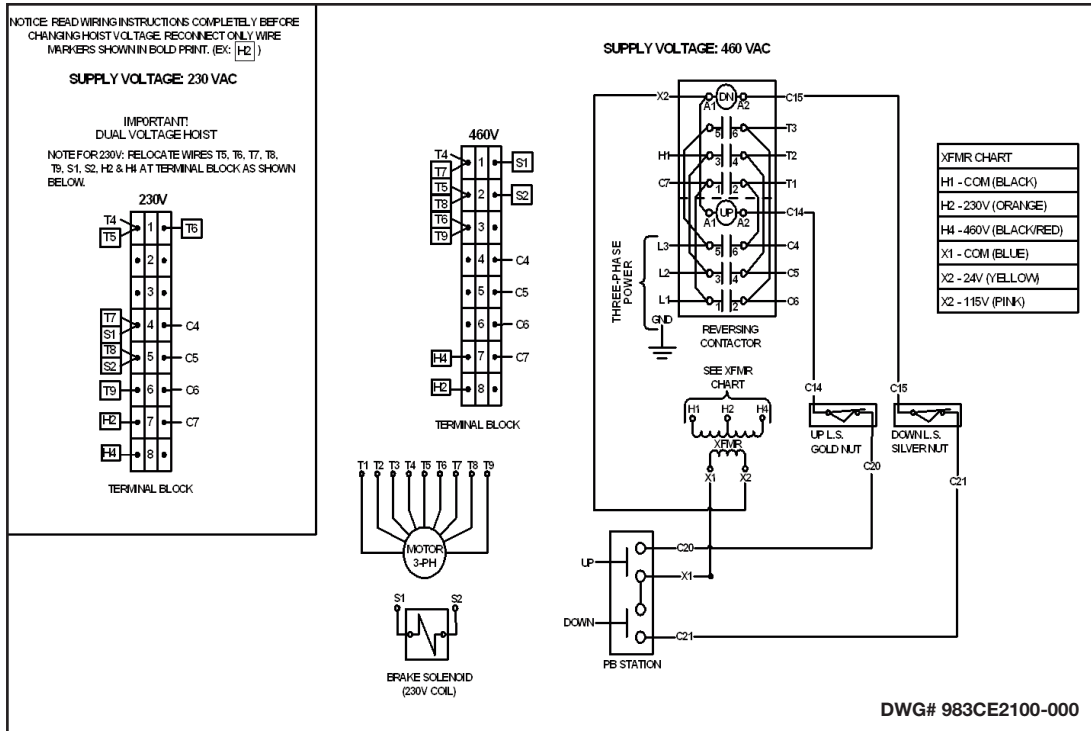 NOTICE: READ WIRING INSTRUCTIONS COMPLETELY BEFORE
CHANGING HOIST VOLTAGE. RECONNECT ONLY WIRE
MARKERS SHOWN IN BOLD PRINT. (EX: H2 )
SUPPLY VOLTAGE: 230 VAC
IMPORTANT!
DUAL VOLTAGE HOIST
NOTE FOR 230V: RELOCATE WIRES T5, T6, T7, T8,
T9, S1, S2, H2 & H4 AT TERMINAL BLOCK AS SHOWN
BELOW.
230V
T4
T5
1
T6
2
3
T7
S1
4
C4
T8
S2
5
C5
T9
6
C6
H2
7
C7
H4
8
TERMINAL BLOCK
460V
T4
T7
1
S1
T5
T8
2
S2
T6
T9
3
4
C4
5
C5
6
C6
H4
7
C7
H2
8
TERMINAL BLOCK
T1 T2 T3 T4 T5 T6 T7 T8 T9
MOTOR
3-PH
S1
S2
BRAKE SOLENOID
(230V COIL)
SUPPLY VOLTAGE: 460 VAC
X2
A1
DN
A2
C15
5
6
T3
H1
3
4
T2
C7
1
2
T1
A1
UP
A2
C14
L3
5
6
C4
L2
3
4
C5
L1
1
2
C6
THREE-PHASE
POWER
GND
REVERSING
CONTACTOR
SEE XFMR
CHART
H1 H2 H4
XFMR
X1
X2
C14
C15
UP L.S.
GOLD NUT
DOWN L.S.
SILVER NUT
C20
C21
UP
C20
X1
DOWN
C21
PB STATION
XFMR CHART
H1 - COM (BLACK)
H2 - 230V (ORANGE)
H4 - 460V (BLACK/RED)
X1 - COM (BLUE)
X2 - 24V (YELLOW)
X2 - 115V (PINK)
DWG# 983CE2100-000